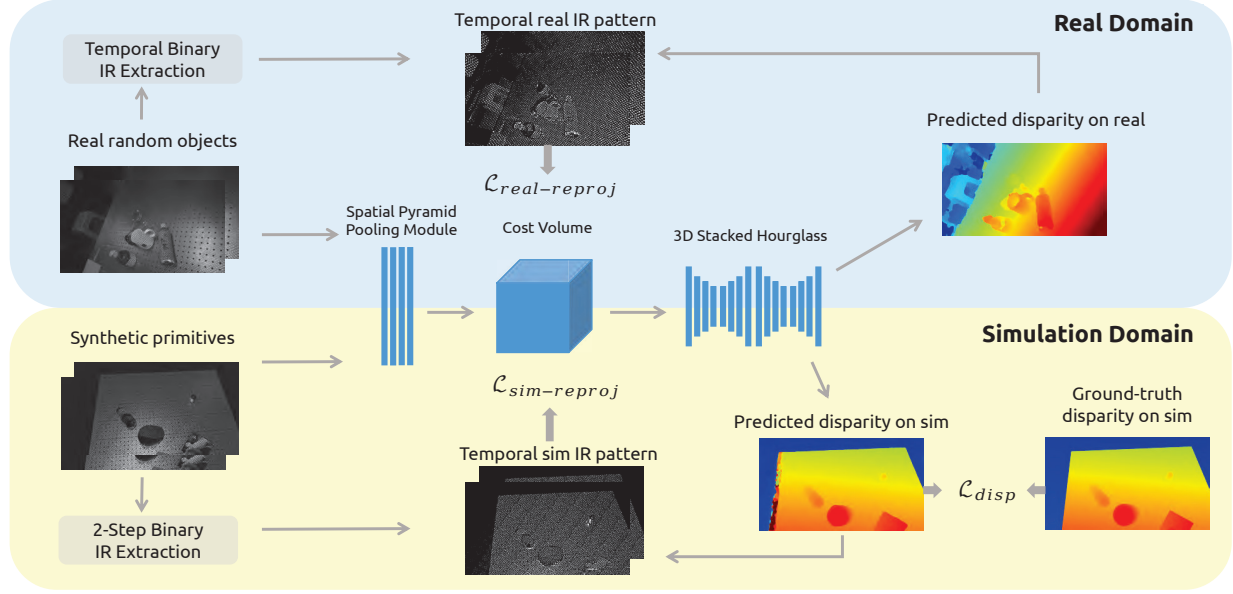 Temporal real IR pattern
Real Domain
Temporal Binary
IR Extraction
Real random objects
Predicted disparity on real
ℒreal−reproj
Spatial Pyramid
Pooling Module
Cost Volume
3D Stacked Hourglass
Synthetic primitives
Simulation Domain
ℒsim−reproj
Predicted disparity on sim
Ground-truth
disparity on sim
Temporal sim IR pattern
ℒdisp
2-Step Binary
IR Extraction